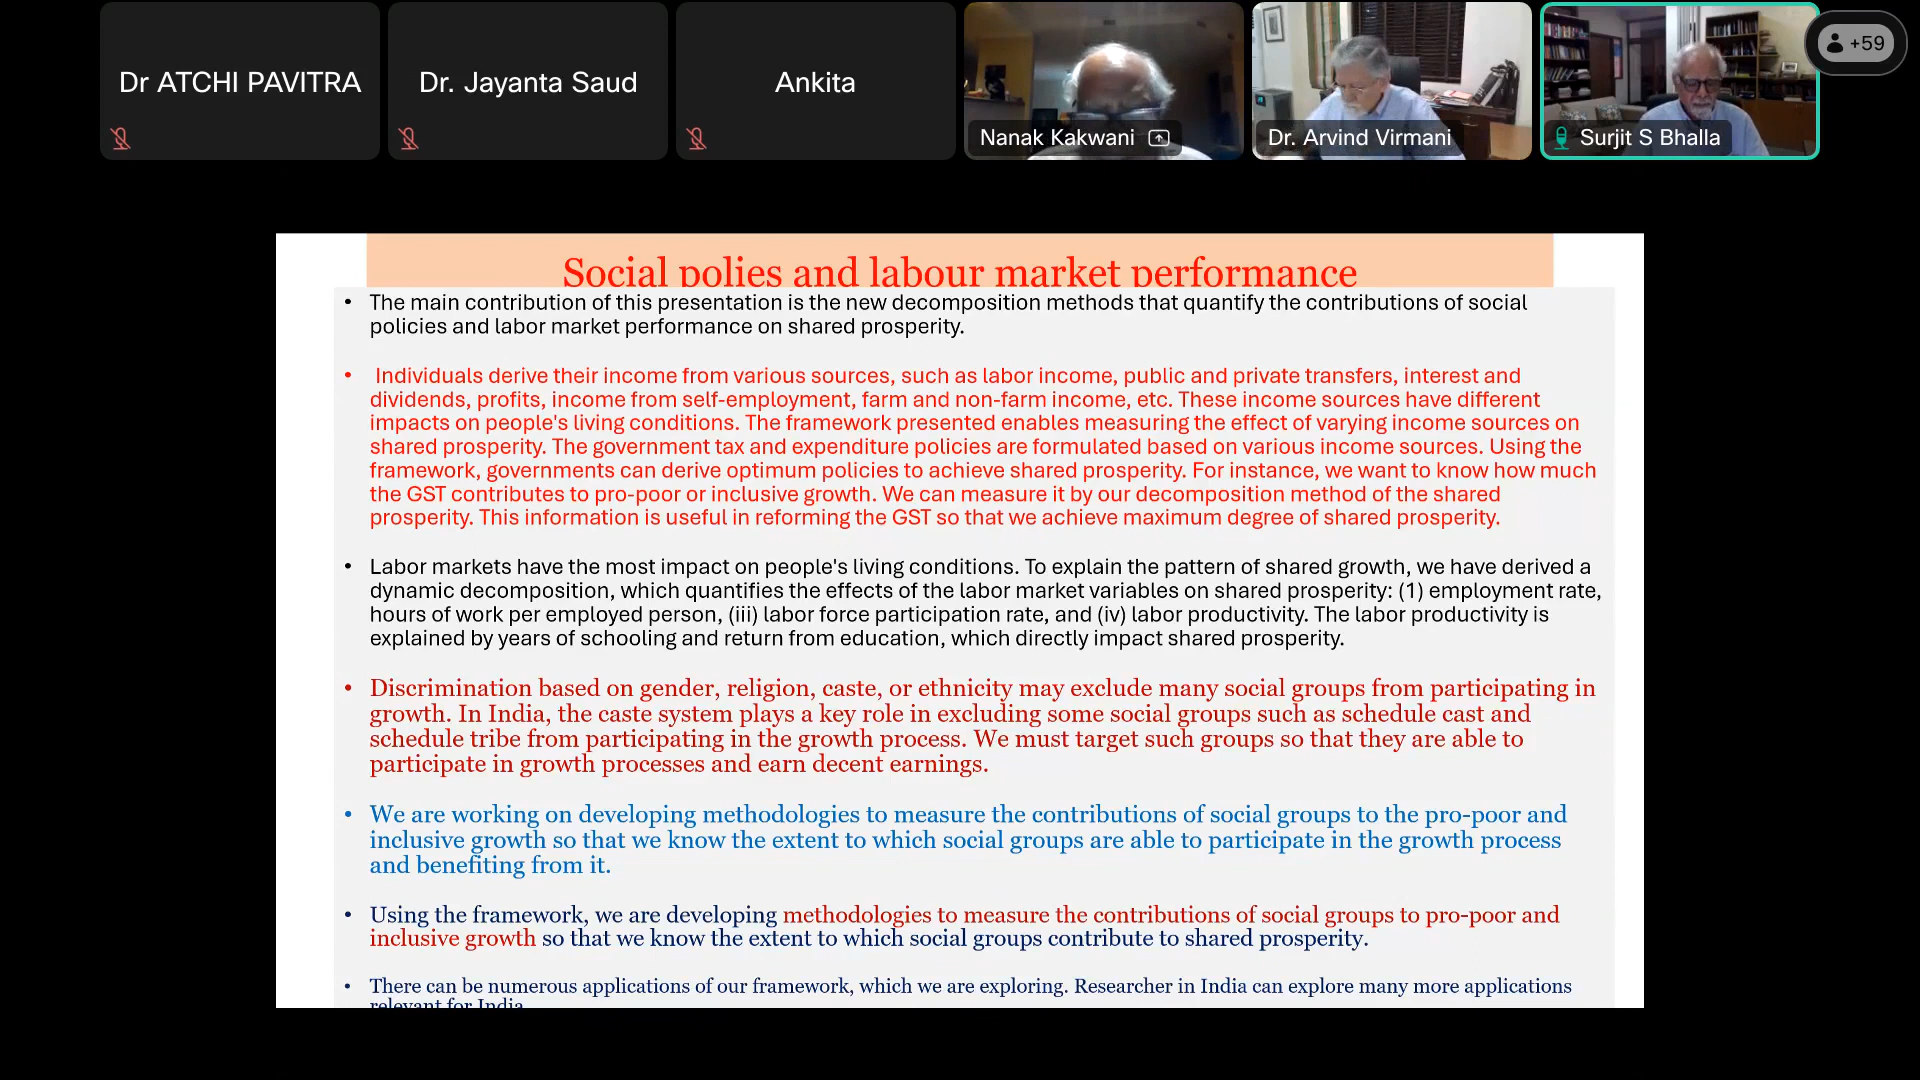 Dr ATCHI PAVITRA
Dr. Jayanta Saud
Ankita
Nanak Kakwani
Dr. Arvind Virmani
Surjit S Bhalla
+59
Social polies and labour market performance
• The main contribution of this presentation is the new decomposition methods that quantify the contributions of social
policies and labor market performance on shared prosperity.
• Individuals derive their income from various sources, such as labor income, public and private transfers, interest and
dividends, profits, income from self-employment, farm and non-farm income, etc. These income sources have different
impacts on people's living conditions. The framework presented enables measuring the effect of varying income sources on
shared prosperity. The government tax and expenditure policies are formulated based on various income sources. Using the
framework, governments can derive optimum policies to achieve shared prosperity. For instance, we want to know how much
the GST contributes to pro-poor or inclusive growth. We can measure it by our decomposition method of the shared
prosperity. This information is useful in reforming the GST so that we achieve maximum degree of shared prosperity.
• Labor markets have the most impact on people's living conditions. To explain the pattern of shared growth, we have derived a
dynamic decomposition, which quantifies the effects of the labor market variables on shared prosperity: (1) employment rate,
hours of work per employed person, (iii) labor force participation rate, and (iv) labor productivity. The labor productivity is
explained by years of schooling and return from education, which directly impact shared prosperity.
• Discrimination based on gender, religion, caste, or ethnicity may exclude many social groups from participating in
growth. In India, the caste system plays a key role in excluding some social groups such as schedule cast and
schedule tribe from participating in the growth process. We must target such groups so that they are able to
participate in growth processes and earn decent earnings.
• We are working on developing methodologies to measure the contributions of social groups to the pro-poor and
inclusive growth so that we know the extent to which social groups are able to participate in the growth process
and benefiting from it.
• Using the framework, we are developing methodologies to measure the contributions of social groups to pro-poor and
inclusive growth so that we know the extent to which social groups contribute to shared prosperity.
• There can be numerous applications of our framework, which we are exploring. Researcher in India can explore many more applications
relevant for India